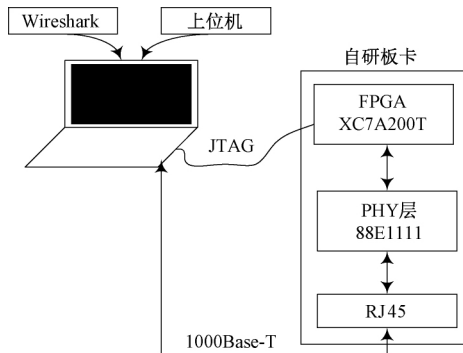 Wireshark
上位机
自研板卡
FPGA
XC7A200T
JTAG
PHY层
88E1111
RJ45
1000Base-T